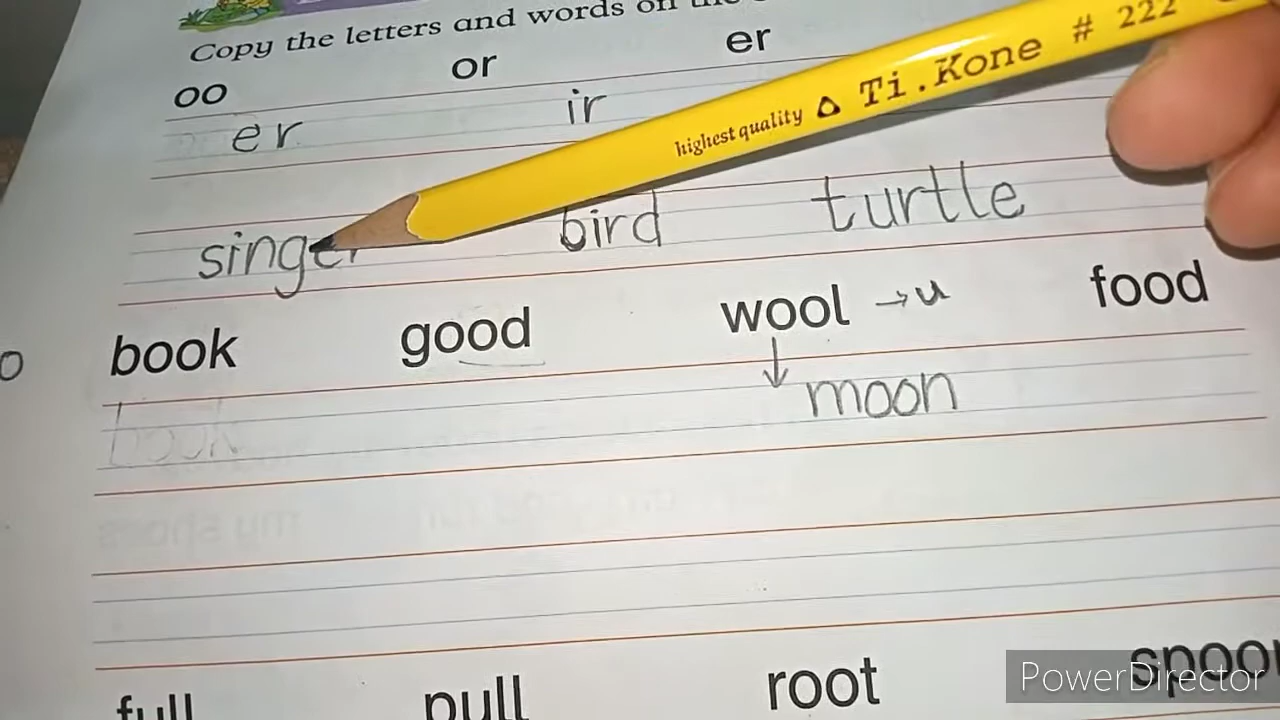 Copy the letters and words on the
oo or er
er ir
highest quality Ti.Kone # 222
singer bird turtle
book good wool →u food
book moon
full pull root spoon
PowerDirector